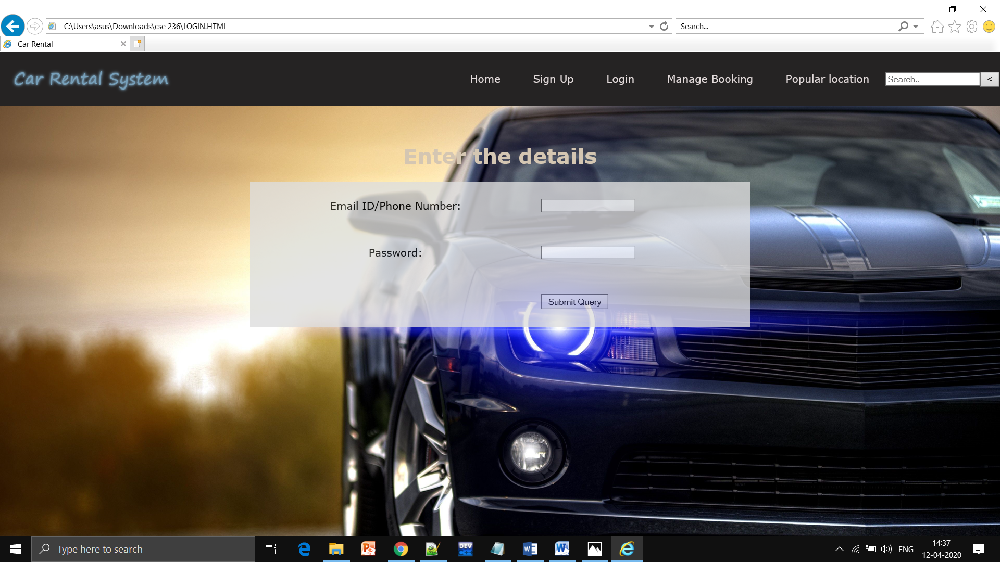 C:\Users\asus\Downloads\cse 236\LOGIN.HTML
Search...
Car Rental
Car Rental System
Home
Sign Up
Login
Manage Booking
Popular location
Search..
<
Enter the details
Email ID/Phone Number:
Password:
Submit Query
Type here to search
DEV
ENG
14:37
12-04-2020